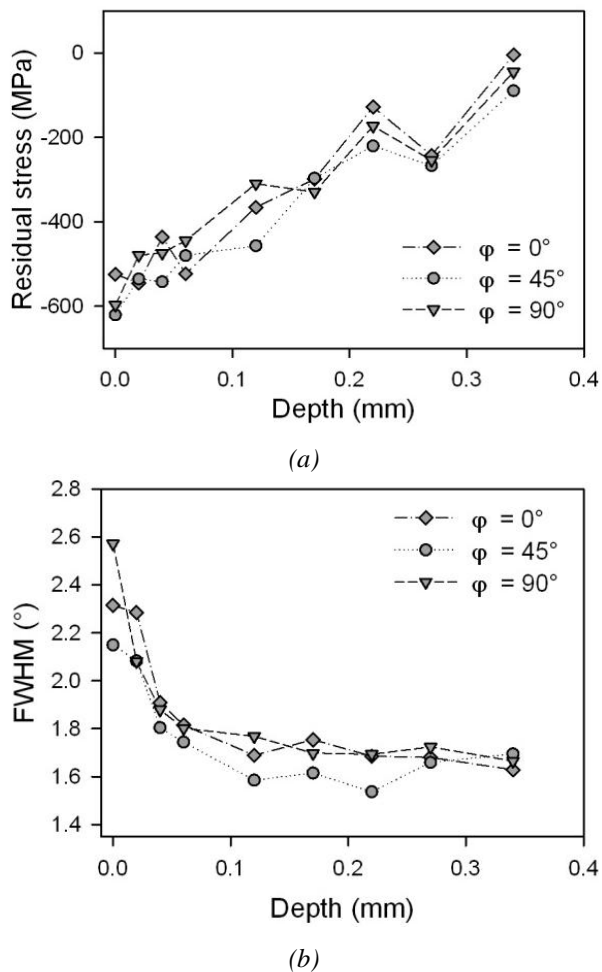 0
-200
-400
-600
Residual stress (MPa)
φ = 0°
φ = 45°
φ = 90°
0.0 0.1 0.2 0.3 0.4
Depth (mm)
(a)
2.8
2.6
2.4
2.2
2.0
1.8
1.6
1.4
FWHM (°)
φ = 0°
φ = 45°
φ = 90°
0.0 0.1 0.2 0.3 0.4
Depth (mm)
(b)